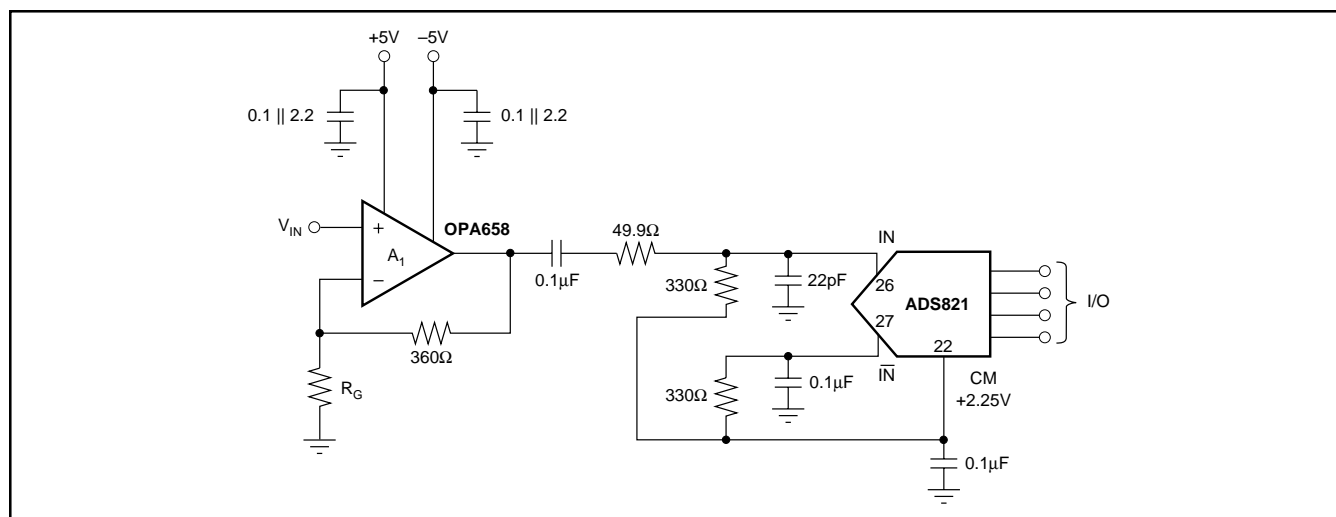 +5V
–5V
0.1 || 2.2
0.1 || 2.2
V_IN
+
A_1
–
OPA658
360Ω
R_G
0.1µF
49.9Ω
330Ω
22pF
IN
26
ADS821
27
22
I/O
330Ω
0.1µF
I̅N̅
CM
+2.25V
0.1µF